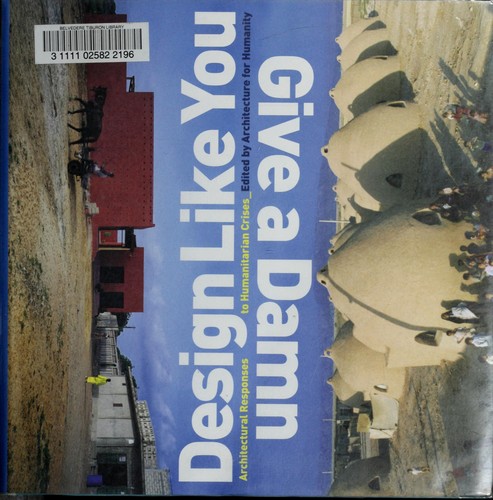 BELVEDERE TIBURON LIBRARY
3 1111 02582 2196
Design Like You
Architectural Responses to Humanitarian Crises_Edited by Architecture for Humanity
Give a Damn